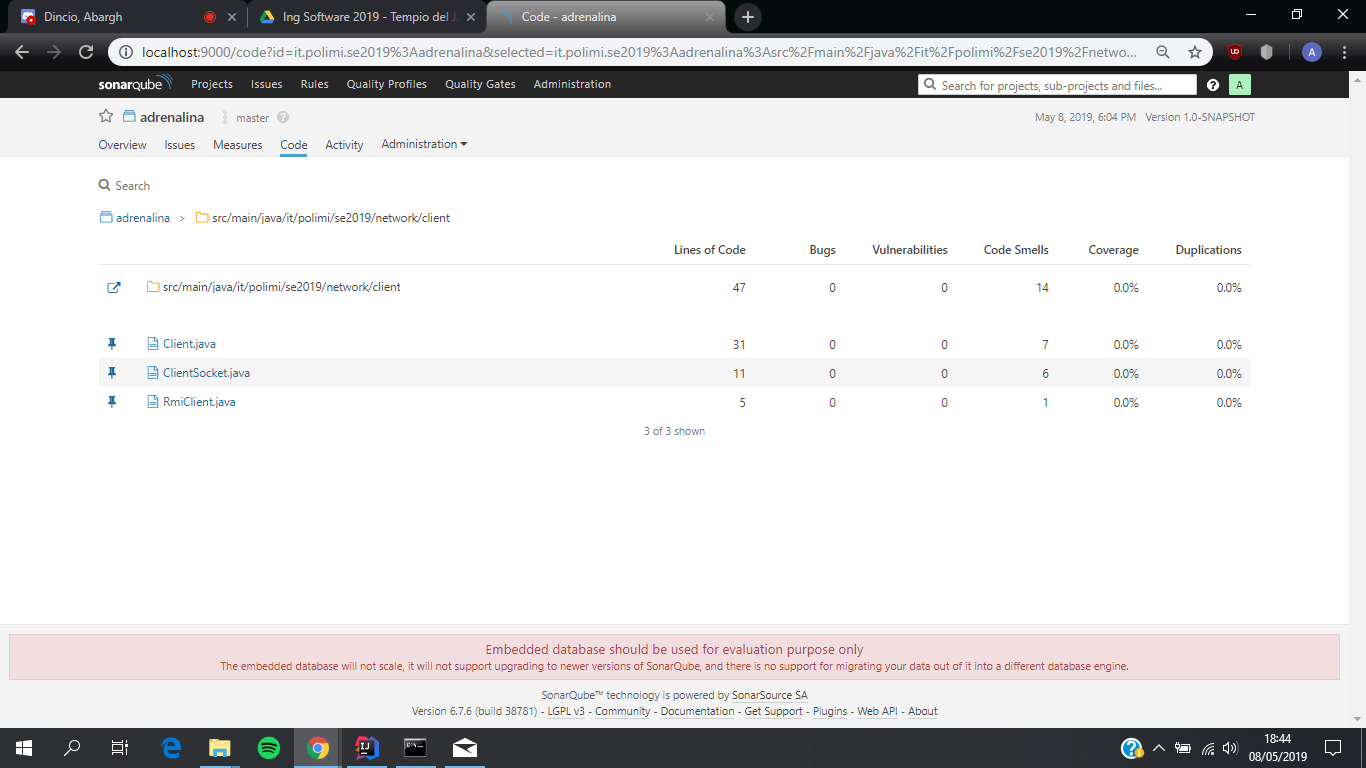 Dincio, Abargh
Ing Software 2019 - Tempio del J
Code - adrenalina
localhost:9000/code?id=it.polimi.se2019%3Aadrenalina&selected=it.polimi.se2019%3Aadrenalina%3Asrc%2Fmain%2Fjava%2Fit%2Fpolimi%2Fse2019%2Fnetwo...
UD
A
sonarqube Projects Issues Rules Quality Profiles Quality Gates Administration
Search for projects, sub-projects and files...
? A
adrenalina master ?
May 8, 2019, 6:04 PM Version 1.0-SNAPSHOT
Overview Issues Measures Code Activity Administration
Search
adrenalina > src/main/java/it/polimi/se2019/network/client
Lines of Code Bugs Vulnerabilities Code Smells Coverage Duplications
src/main/java/it/polimi/se2019/network/client 47 0 0 14 0.0% 0.0%
Client.java 31 0 0 7 0.0% 0.0%
ClientSocket.java 11 0 0 6 0.0% 0.0%
RmiClient.java 5 0 0 1 0.0% 0.0%
3 of 3 shown
Embedded database should be used for evaluation purpose only
The embedded database will not scale, it will not support upgrading to newer versions of SonarQube, and there is no support for migrating your data out of it into a different database engine.
SonarQube™ technology is powered by SonarSource SA
Version 6.7.6 (build 38781) - LGPL v3 - Community - Documentation - Get Support - Plugins - Web API - About
IJ
18:44
08/05/2019